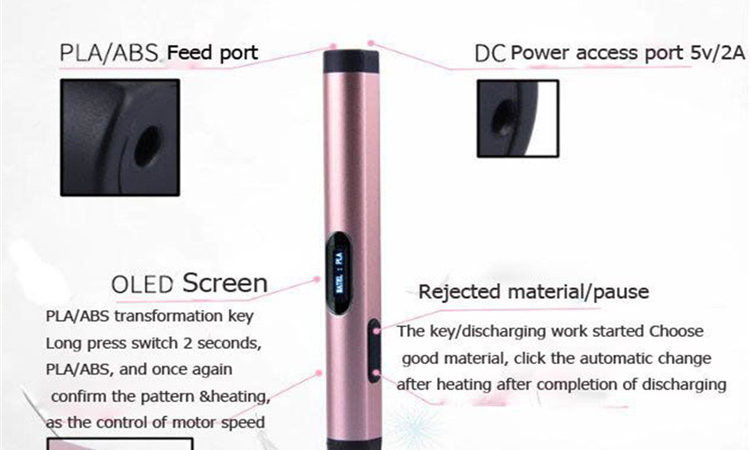 PLA/ABS. Feed port
DC Power access port 5v/2A
OLED Screen
PLA/ABS transformation key
Long press switch 2 seconds,
PLA/ABS, and once again
confirm the pattern &heating,
as the control of motor speed
: PLA
Rejected material/pause
The key/discharging work started Choose
good material, click the automatic change
after heating after completion of discharging